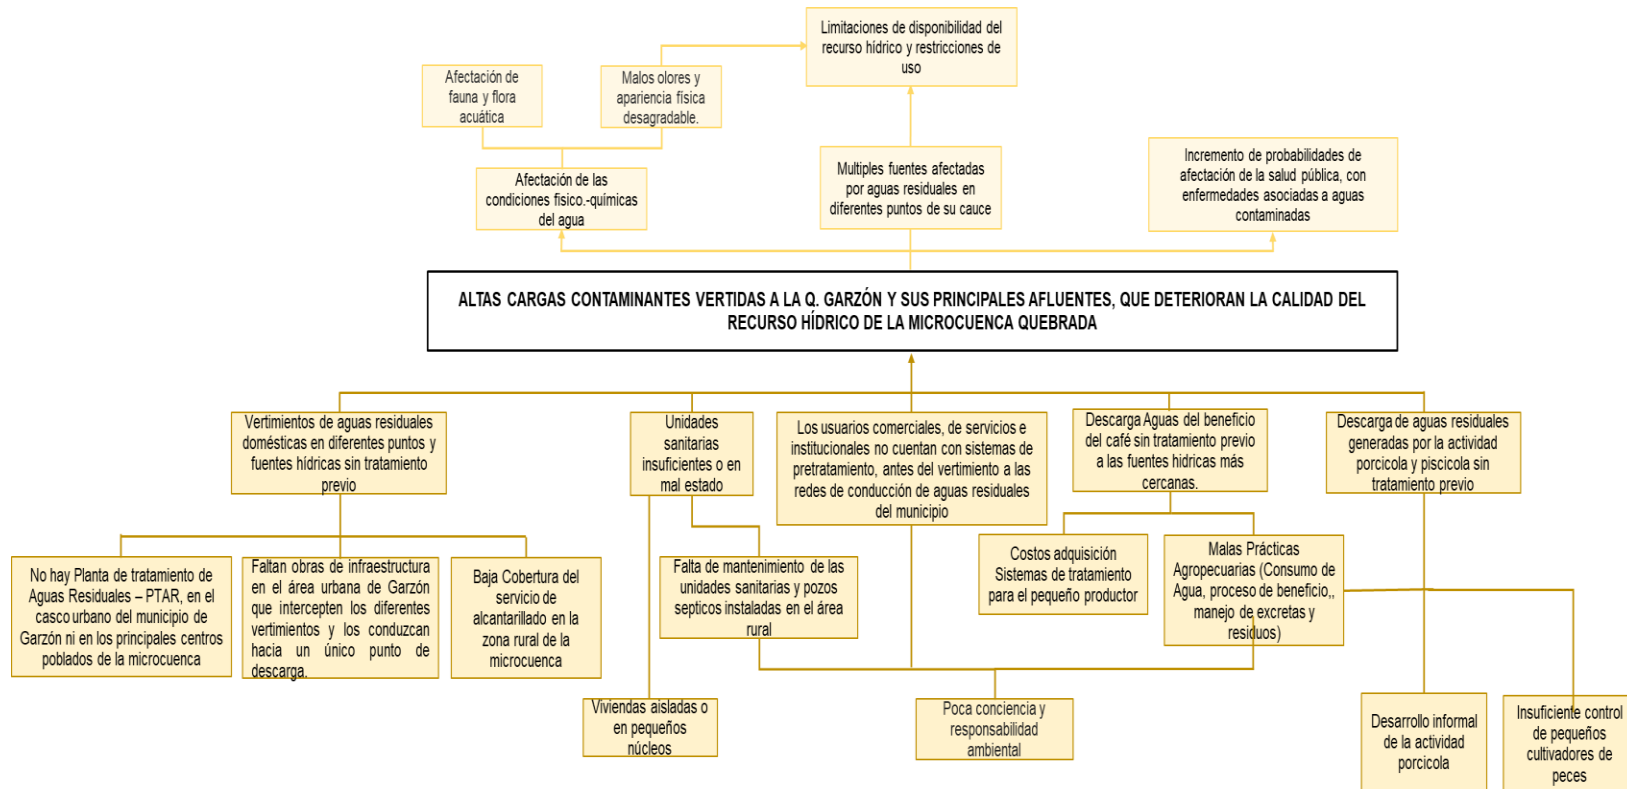 Limitaciones de disponibilidad del
recurso hídrico y restricciones de
uso
Afectación de
fauna y flora
acuática
Malos olores y
apariencia física
desagradable.
Afectación de las
condiciones físico.-químicas
del agua
Multiples fuentes afectadas
por aguas residuales en
diferentes puntos de su cauce
Incremento de probabilidades de
afectación de la salud pública, con
enfermedades asociadas a aguas
contaminadas
ALTAS CARGAS CONTAMINANTES VERTIDAS A LA Q. GARZÓN Y SUS PRINCIPALES AFLUENTES, QUE DETERIORAN LA CALIDAD DEL
RECURSO HÍDRICO DE LA MICROCUENCA QUEBRADA
Vertimientos de aguas residuales
domésticas en diferentes puntos y
fuentes hídricas sin tratamiento
previo
Unidades
sanitarias
insuficientes o en
mal estado
Los usuarios comerciales, de servicios e
institucionales no cuentan con sistemas de
pretratamiento, antes del vertimiento a las
redes de conducción de aguas residuales
del municipio
Descarga Aguas del beneficio
del café sin tratamiento previo
a las fuentes hidricas más
cercanas.
Descarga de aguas residuales
generadas por la actividad
porcicola y piscicola sin
tratamiento previo
No hay Planta de tratamiento de
Aguas Residuales – PTAR, en el
casco urbano del municipio de
Garzón ni en los principales centros
poblados de la microcuenca
Faltan obras de infraestructura
en el área urbana de Garzón
que intercepten los diferentes
vertimientos y los conduzcan
hacia un único punto de
descarga.
Baja Cobertura del
servicio de
alcantarillado en la
zona rural de la
microcuenca
Falta de mantenimiento de las
unidades sanitarias y pozos
septicos instaladas en el área
rural
Costos adquisición
Sistemas de tratamiento
para el pequeño productor
Malas Prácticas
Agropecuarias (Consumo de
Agua, proceso de beneficio,,
manejo de excretas y
residuos)
Viviendas aisladas o
en pequeños
núcleos
Poca conciencia y
responsabilidad
ambiental
Desarrollo informal
de la actividad
porcicola
Insuficiente control
de pequeños
cultivadores de
peces